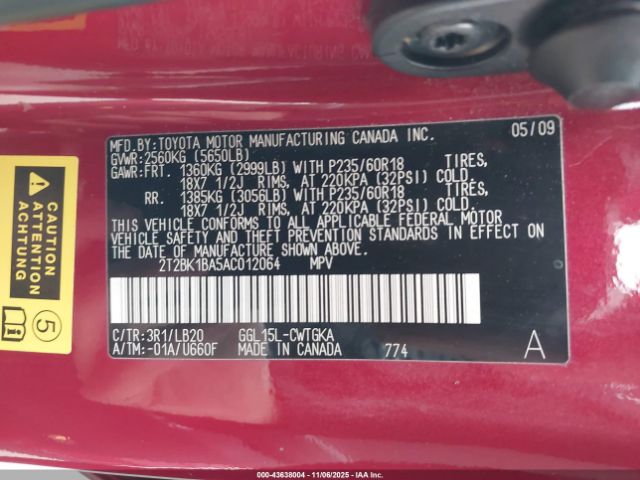 MFD.BY:TOYOTA MOTOR MANUFACTURING CANADA INC. 05/09
GVWR:2560KG (5650LB)
GAWR:FRT. 1360KG (2999LB) WITH P235/60R18 TIRES,
18X7 1/2J RIMS, AT 220KPA (32PSI) COLD.
RR. 1385KG (3056LB) WITH P235/60R18 TIRES,
18X7 1/2J RIMS, AT 220KPA (32PSI) COLD.
THIS VEHICLE CONFORMS TO ALL APPLICABLE FEDERAL MOTOR
VEHICLE SAFETY AND THEFT PREVENTION STANDARDS IN EFFECT ON
THE DATE OF MANUFACTURE SHOWN ABOVE.
2T2BK1BA5AC012064 MPV
C/TR:3R1/LB20 GGL15L-CWTGKA
A/TM:-01A/U660F MADE IN CANADA 774 A
ATTENTION
ACHTUNG
5
i
000-43638004 - 11/06/2025 - ©IAA, Inc.